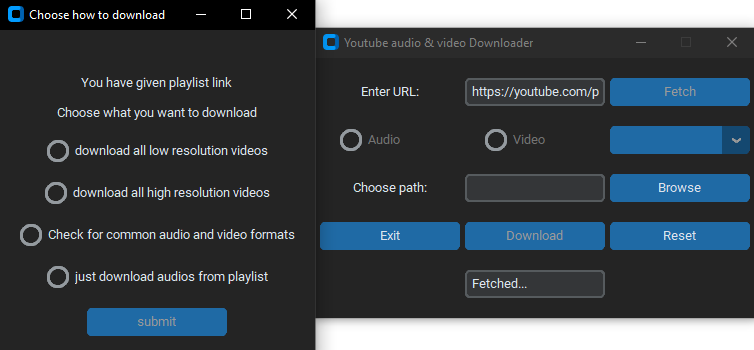 Choose how to download
You have given playlist link
Choose what you want to download
download all low resolution videos
download all high resolution videos
Check for common audio and video formats
just download audios from playlist
submit
Youtube audio & video Downloader
Enter URL: https://youtube.com/p Fetch
Audio Video
Choose path: Browse
Exit Download Reset
Fetched...